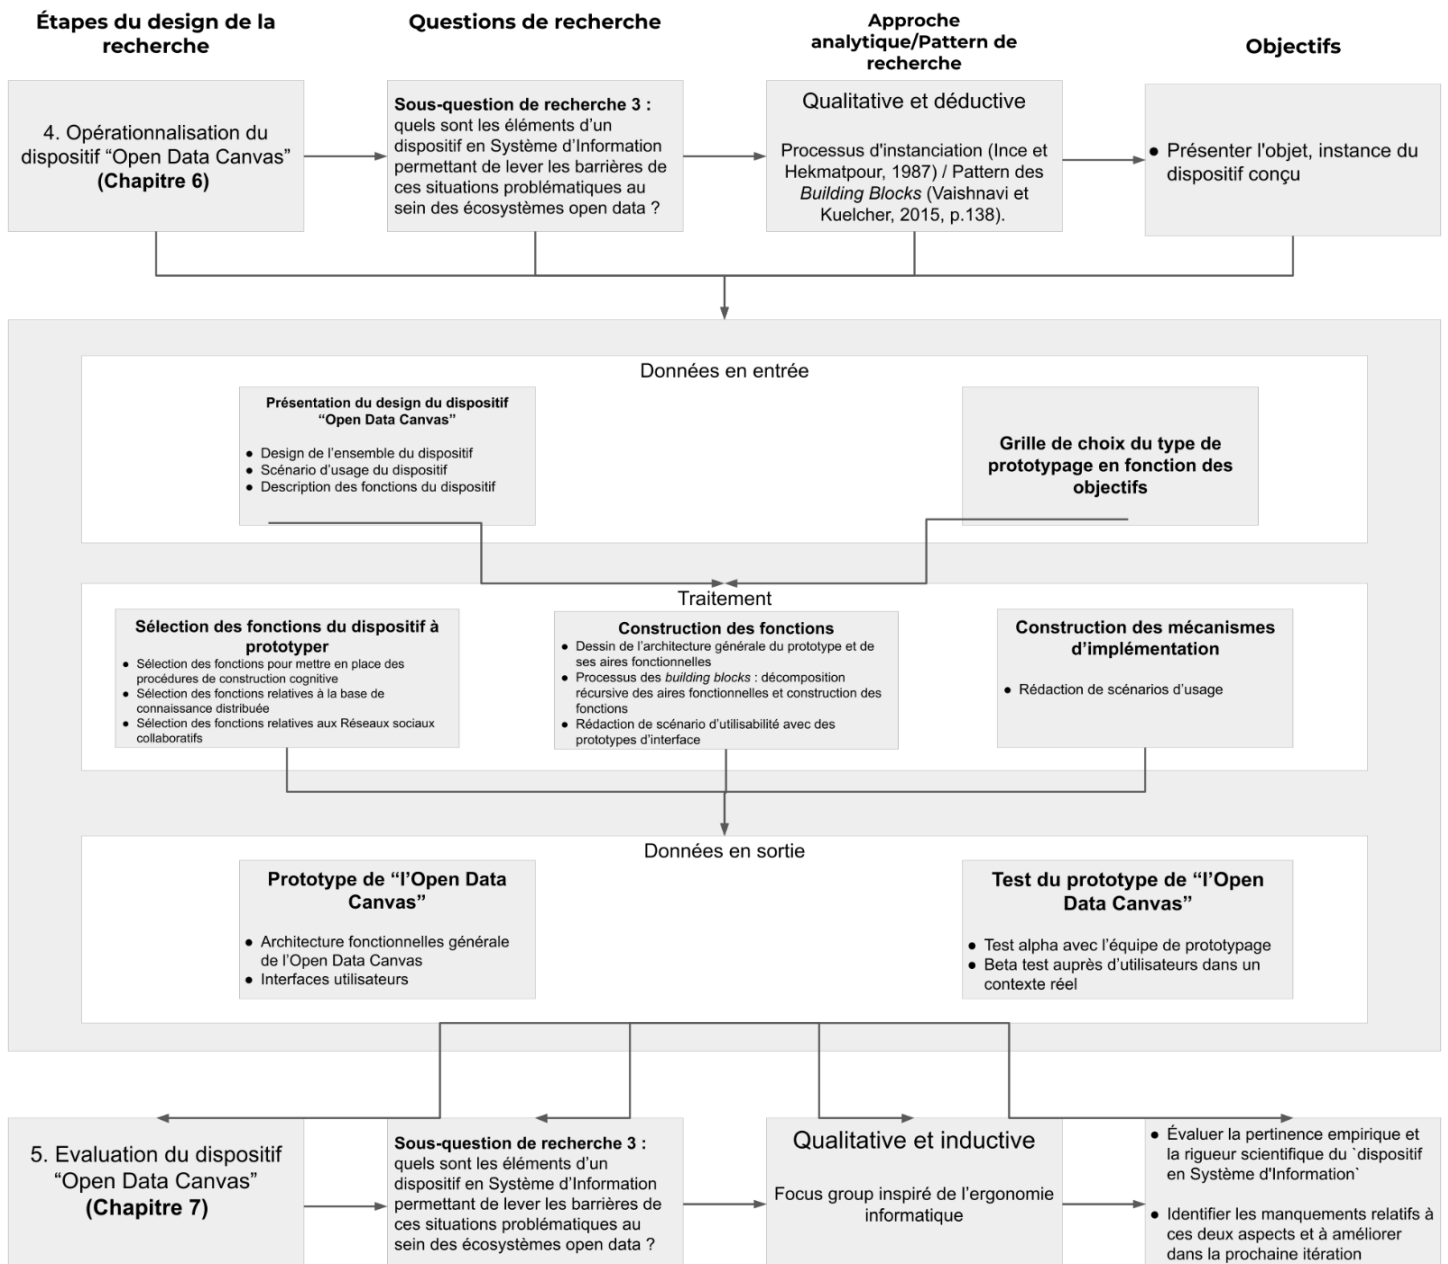 Étapes du design de la
recherche
Questions de recherche
Approche
analytique/Pattern de
recherche
Objectifs
4. Opérationnalisation du
dispositif “Open Data Canvas”
(Chapitre 6)
Sous-question de recherche 3 :
quels sont les éléments d’un
dispositif en Système d’Information
permettant de lever les barrières de
ces situations problématiques au
sein des écosystèmes open data ?
Qualitative et déductive
Processus d'instanciation (Ince et
Hekmatpour, 1987) / Pattern des
Building Blocks (Vaishnavi et
Kuelcher, 2015, p.138).
● Présenter l'objet, instance du
dispositif conçu
Données en entrée
Présentation du design du dispositif
“Open Data Canvas”
● Design de l’ensemble du dispositif
● Scénario d’usage du dispositif
● Description des fonctions du dispositif
Grille de choix du type de
prototypage en fonction des
objectifs
Traitement
Sélection des fonctions du dispositif à
prototyper
● Sélection des fonctions pour mettre en place des
procédures de construction cognitive
● Sélection des fonctions relatives à la base de
connaissance distribuée
● Sélection des fonctions relatives aux Réseaux sociaux
collaboratifs
Construction des fonctions
● Dessin de l’architecture générale du prototype et de
ses aires fonctionnelles
● Processus des building blocks : décomposition
récursive des aires fonctionnelles et construction des
fonctions
● Rédaction de scénario d’utilisabilité avec des
prototypes d’interface
Construction des mécanismes
d’implémentation
● Rédaction de scénarios d’usage
Données en sortie
Prototype de “l’Open Data
Canvas”
● Architecture fonctionnelles générale
de l’Open Data Canvas
● Interfaces utilisateurs
Test du prototype de “l’Open
Data Canvas”
● Test alpha avec l’équipe de prototypage
● Beta test auprès d’utilisateurs dans un
contexte réel
5. Evaluation du dispositif
“Open Data Canvas”
(Chapitre 7)
Sous-question de recherche 3 :
quels sont les éléments d’un
dispositif en Système d’Information
permettant de lever les barrières de
ces situations problématiques au
sein des écosystèmes open data ?
Qualitative et inductive
Focus group inspiré de l’ergonomie
informatique
● Évaluer la pertinence empirique et
la rigueur scientifique du `dispositif
en Système d'Information`
● Identifier les manquements relatifs à
ces deux aspects et à améliorer
dans la prochaine itération